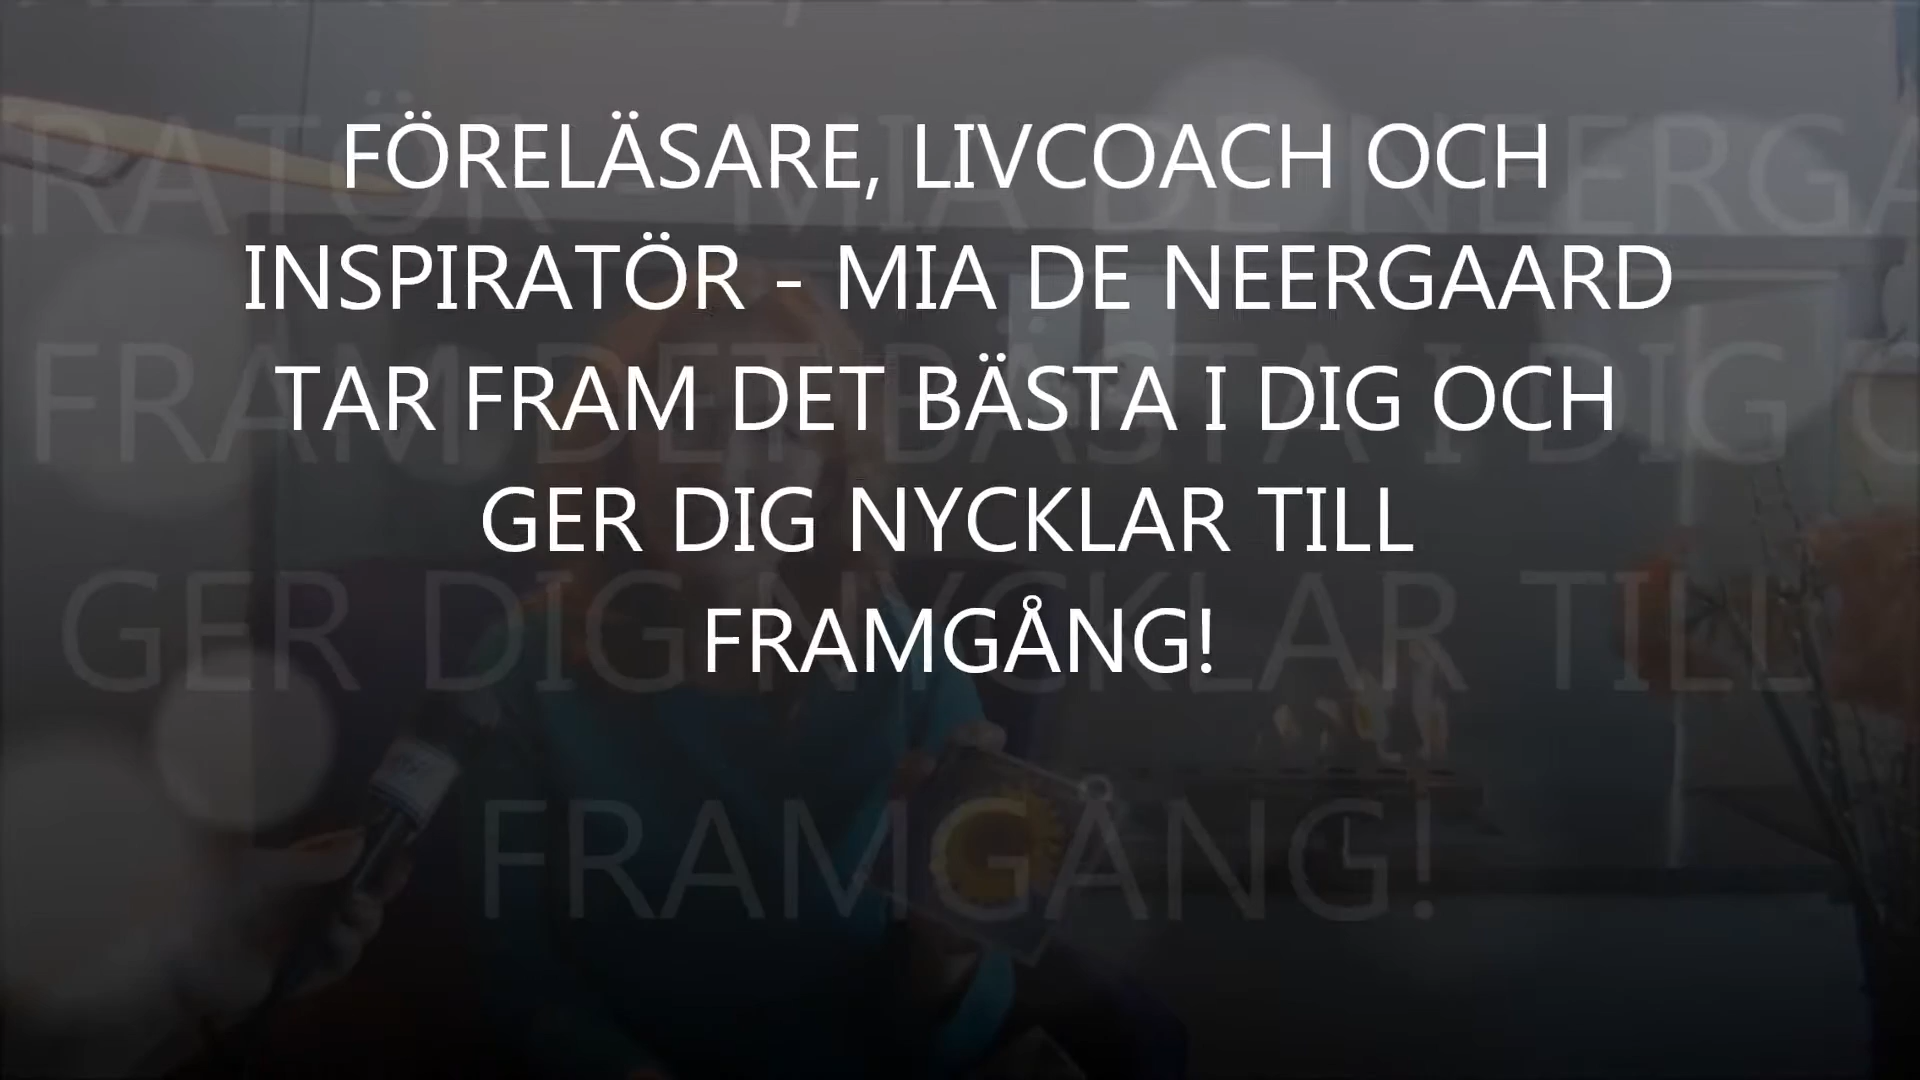 FÖRELÄSARE, LIVCOACH OCH
INSPIRATÖR - MIA DE NEERGAARD
TAR FRAM DET BÄSTA I DIG OCH
GER DIG NYCKLAR TILL
FRAMGÅNG!